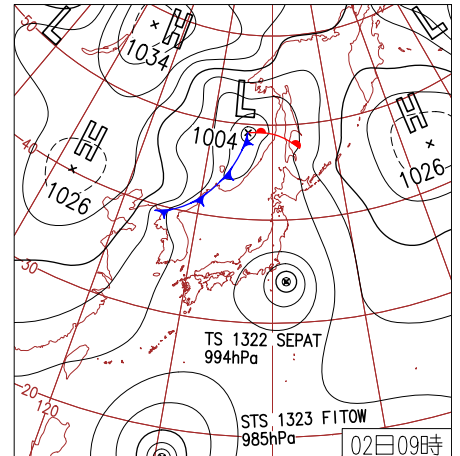 50
L
H
1034
L
L
1004
H
1026
H
1026
40
30
TS 1322 SEPAT
994hPa
20
120
STS 1323 FITOW
985hPa
02日09時